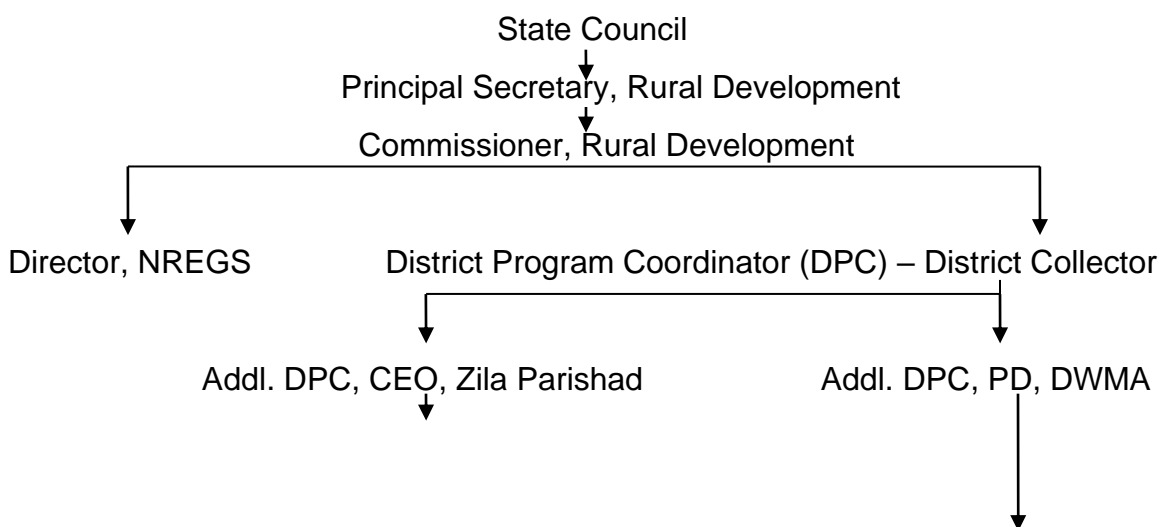 State Council
Principal Secretary, Rural Development
Commissioner, Rural Development
Director, NREGS
District Program Coordinator (DPC) – District Collector
Addl. DPC, CEO, Zila Parishad
Addl. DPC, PD, DWMA